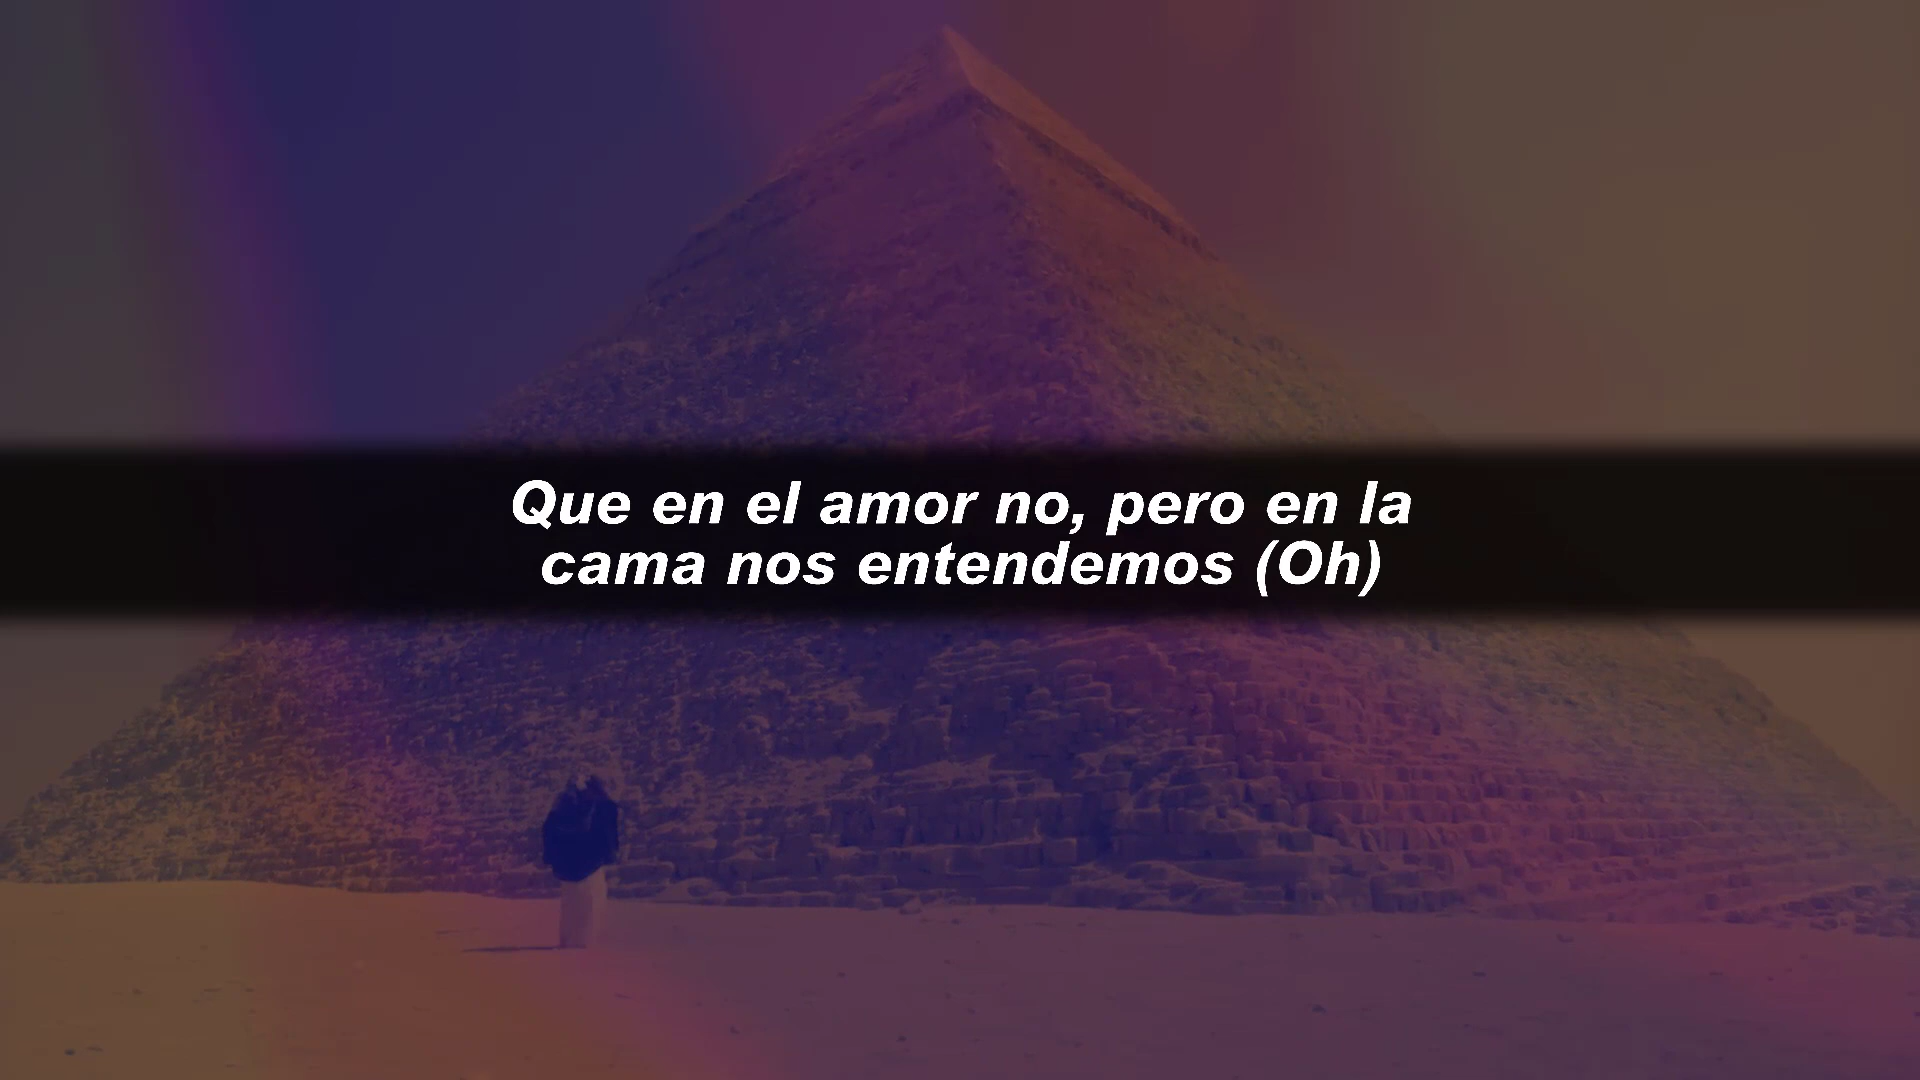 Que en el amor no, pero en la
cama nos entendemos (Oh)